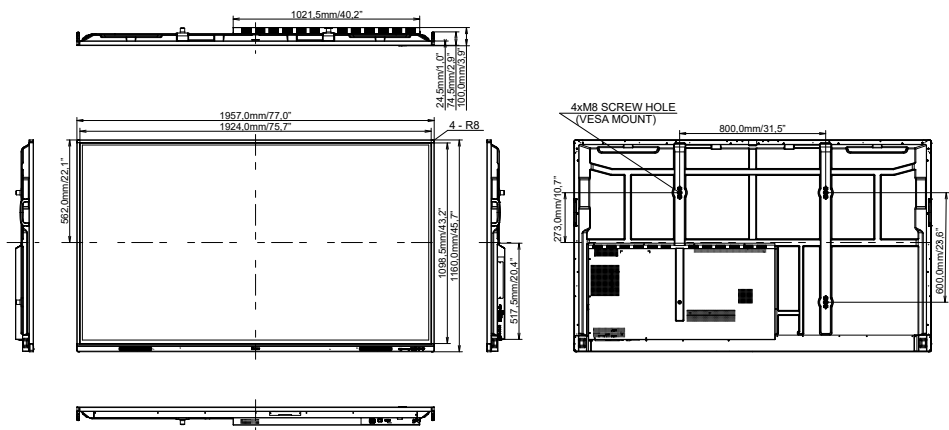 1021,5mm/40,2"
24,5mm/1,0"
74,5mm/2,9"
100,0mm/3,9"
1957,0mm/77,0"
1924,0mm/75,7"
4 - R8
562,0mm/22,1"
1098,5mm/43,2"
1160,0mm/45,7"
517,5mm/20,4"
4xM8 SCREW HOLE
(VESA MOUNT)
800,0mm/31,5"
273,0mm/10,7"
600,0mm/23,6"